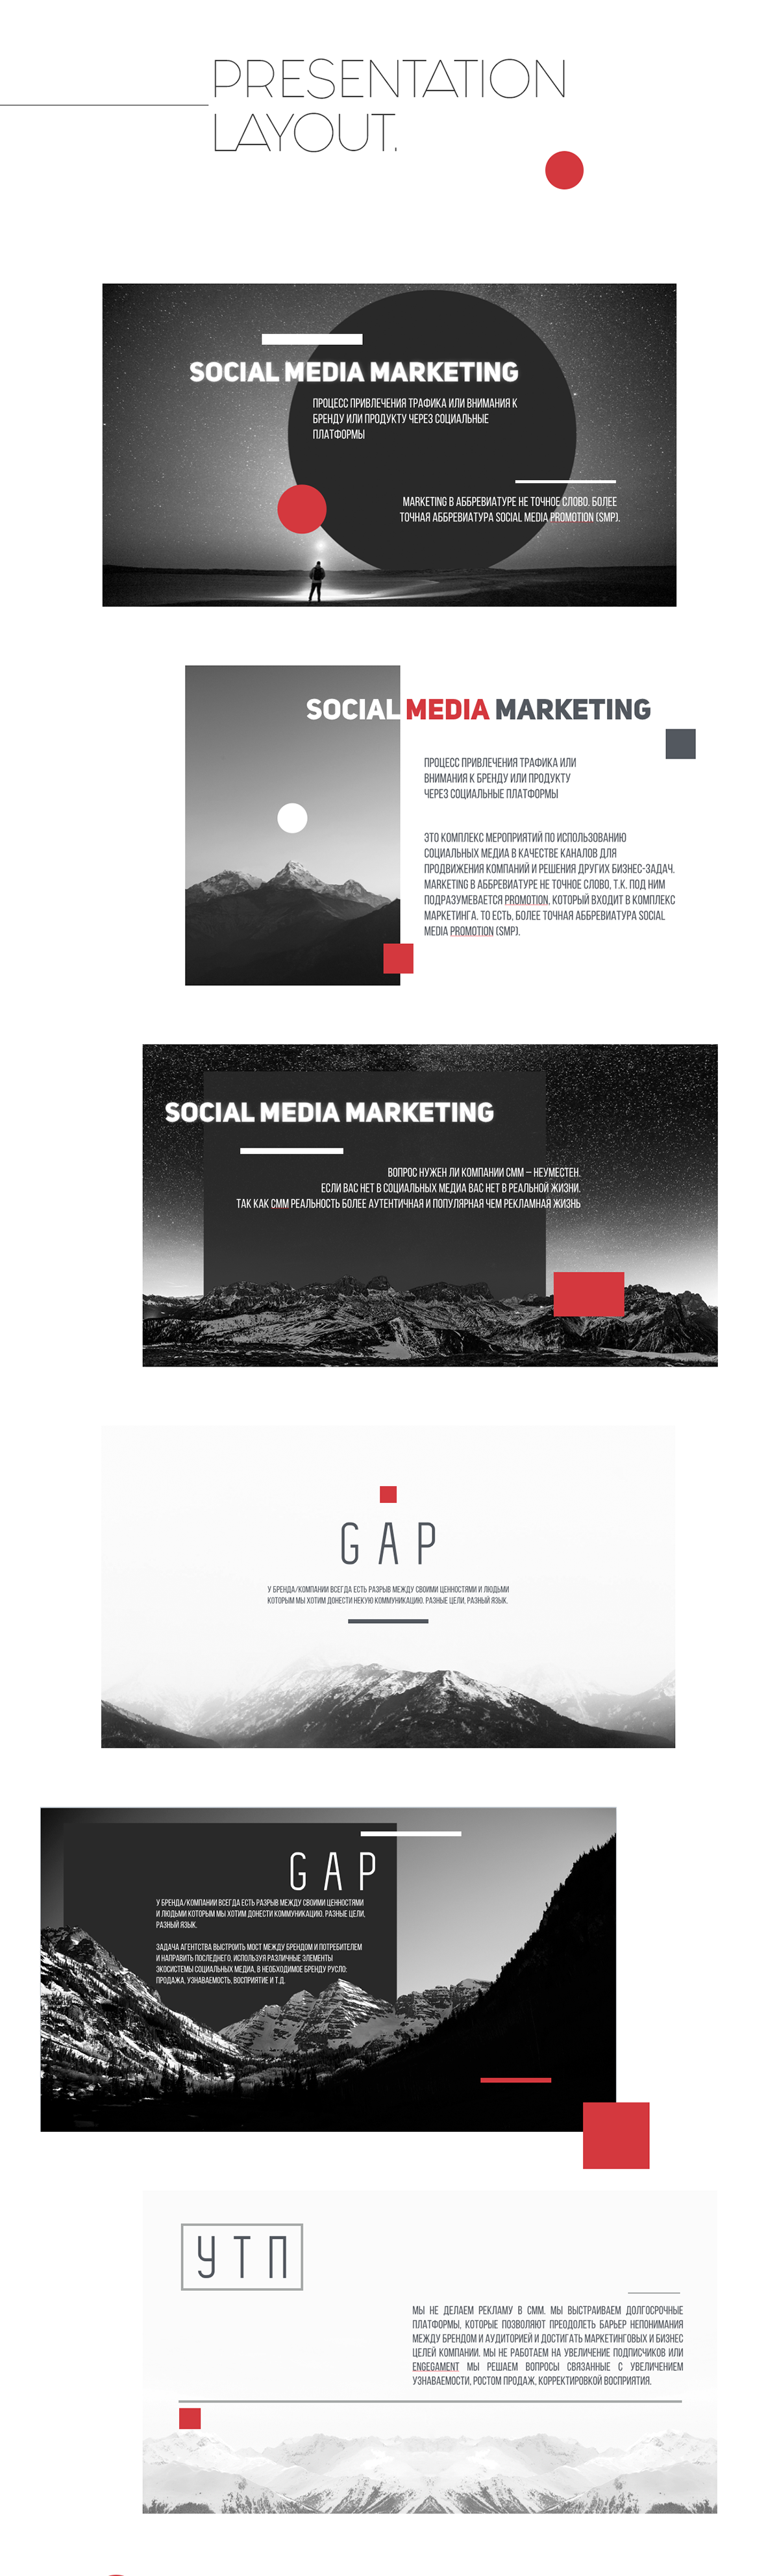 PRESENTATION
LAYOUT.
SOCIAL MEDIA MARKETING
ПРОЦЕСС ПРИВЛЕЧЕНИЯ ТРАФИКА ИЛИ ВНИМАНИЯ К
БРЕНДУ ИЛИ ПРОДУКТУ ЧЕРЕЗ СОЦИАЛЬНЫЕ
ПЛАТФОРМЫ
MARKETING В АББРЕВИАТУРЕ НЕ ТОЧНОЕ СЛОВО. БОЛЕЕ
ТОЧНАЯ АББРЕВИАТУРА SOCIAL MEDIA PROMOTION (SMP).
SOCIAL MEDIA MARKETING
ПРОЦЕСС ПРИВЛЕЧЕНИЯ ТРАФИКА ИЛИ
ВНИМАНИЯ К БРЕНДУ ИЛИ ПРОДУКТУ
ЧЕРЕЗ СОЦИАЛЬНЫЕ ПЛАТФОРМЫ
ЭТО КОМПЛЕКС МЕРОПРИЯТИЙ ПО ИСПОЛЬЗОВАНИЮ
СОЦИАЛЬНЫХ МЕДИА В КАЧЕСТВЕ КАНАЛОВ ДЛЯ
ПРОДВИЖЕНИЯ КОМПАНИЙ И РЕШЕНИЯ ДРУГИХ БИЗНЕС-ЗАДАЧ.
MARKETING В АББРЕВИАТУРЕ НЕ ТОЧНОЕ СЛОВО, Т.К. ПОД НИМ
ПОДРАЗУМЕВАЕТСЯ PROMOTION, КОТОРЫЙ ВХОДИТ В КОМПЛЕКС
МАРКЕТИНГА. ТО ЕСТЬ, БОЛЕЕ ТОЧНАЯ АББРЕВИАТУРА SOCIAL
MEDIA PROMOTION (SMP).
SOCIAL MEDIA MARKETING
ВОПРОС НУЖЕН ЛИ КОМПАНИИ СММ – НЕУМЕСТЕН.
ЕСЛИ ВАС НЕТ В СОЦИАЛЬНЫХ МЕДИА ВАС НЕТ В РЕАЛЬНОЙ ЖИЗНИ.
ТАК КАК СММ РЕАЛЬНОСТЬ БОЛЕЕ АУТЕНТИЧНАЯ И ПОПУЛЯРНАЯ ЧЕМ РЕКЛАМНАЯ ЖИЗНЬ
GAP
У БРЕНДА/КОМПАНИИ ВСЕГДА ЕСТЬ РАЗРЫВ МЕЖДУ СВОИМИ ЦЕННОСТЯМИ И ЛЮДЬМИ
КОТОРЫМ МЫ ХОТИМ ДОНЕСТИ НЕКУЮ КОММУНИКАЦИЮ. РАЗНЫЕ ЦЕЛИ, РАЗНЫЙ ЯЗЫК.
GAP
У БРЕНДА/КОМПАНИИ ВСЕГДА ЕСТЬ РАЗРЫВ МЕЖДУ СВОИМИ ЦЕННОСТЯМИ
И ЛЮДЬМИ КОТОРЫМ МЫ ХОТИМ ДОНЕСТИ КОММУНИКАЦИЮ. РАЗНЫЕ ЦЕЛИ,
РАЗНЫЙ ЯЗЫК.
ЗАДАЧА АГЕНТСТВА ВЫСТРОИТЬ МОСТ МЕЖДУ БРЕНДОМ И ПОТРЕБИТЕЛЕМ
И НАПРАВИТЬ ПОСЛЕДНЕГО, ИСПОЛЬЗУЯ РАЗЛИЧНЫЕ ЭЛЕМЕНТЫ
ЭКОСИСТЕМЫ СОЦИАЛЬНЫХ МЕДИА, В НЕОБХОДИМОЕ БРЕНДУ РУСЛО:
ПРОДАЖА, УЗНАВАЕМОСТЬ, ВОСПРИЯТИЕ И Т.Д.
УТП
МЫ НЕ ДЕЛАЕМ РЕКЛАМУ В СММ. МЫ ВЫСТРАИВАЕМ ДОЛГОСРОЧНЫЕ
ПЛАТФОРМЫ, КОТОРЫЕ ПОЗВОЛЯЮТ ПРЕОДОЛЕТЬ БАРЬЕР НЕПОНИМАНИЯ
МЕЖДУ БРЕНДОМ И АУДИТОРИЕЙ И ДОСТИГАТЬ МАРКЕТИНГОВЫХ И БИЗНЕС
ЦЕЛЕЙ КОМПАНИИ. МЫ НЕ РАБОТАЕМ НА УВЕЛИЧЕНИЕ ПОДПИСЧИКОВ ИЛИ
ENGEGAMENT МЫ РЕШАЕМ ВОПРОСЫ СВЯЗАННЫЕ С УВЕЛИЧЕНИЕМ
УЗНАВАЕМОСТИ, РОСТОМ ПРОДАЖ, КОРРЕКТИРОВКОЙ ВОСПРИЯТИЯ.